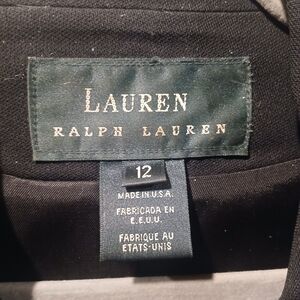 LAUREN
RALPH LAUREN
12
MADE IN U.S.A.
FABRICADA EN
E.E.U.U.
FABRIQUE AU
ETATS-UNIS